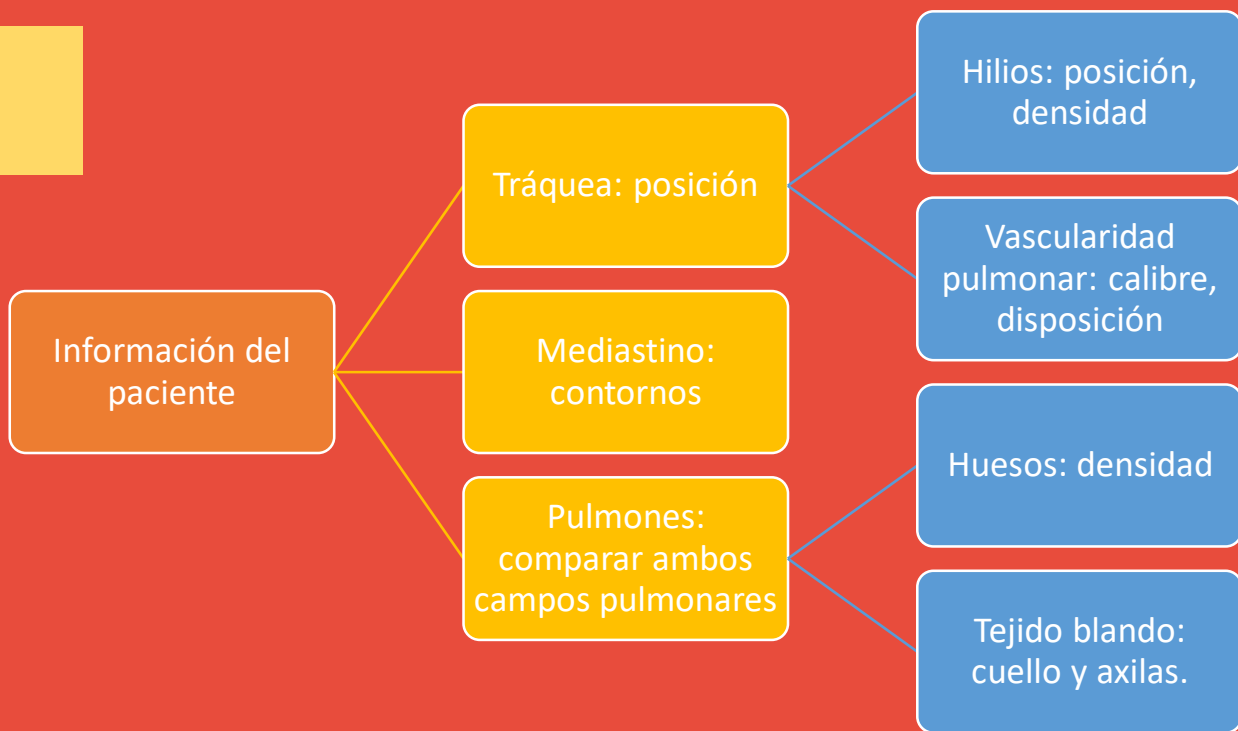 Información del
paciente
Tráquea: posición
Mediastino:
contornos
Pulmones:
comparar ambos
campos pulmonares
Hilios: posición,
densidad
Vascularidad
pulmonar: calibre,
disposición
Huesos: densidad
Tejido blando:
cuello y axilas.